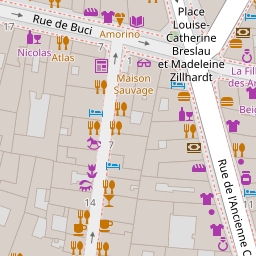 17
Rue de Buci
Nicolas
Atlas
7
Amorino
Place
Louise-
Catherine
Breslau
et Madeleine
Zillhardt
Maison
Sauvage
La Fil
des A
Beig
7
14
Rue de l'Ancienne C